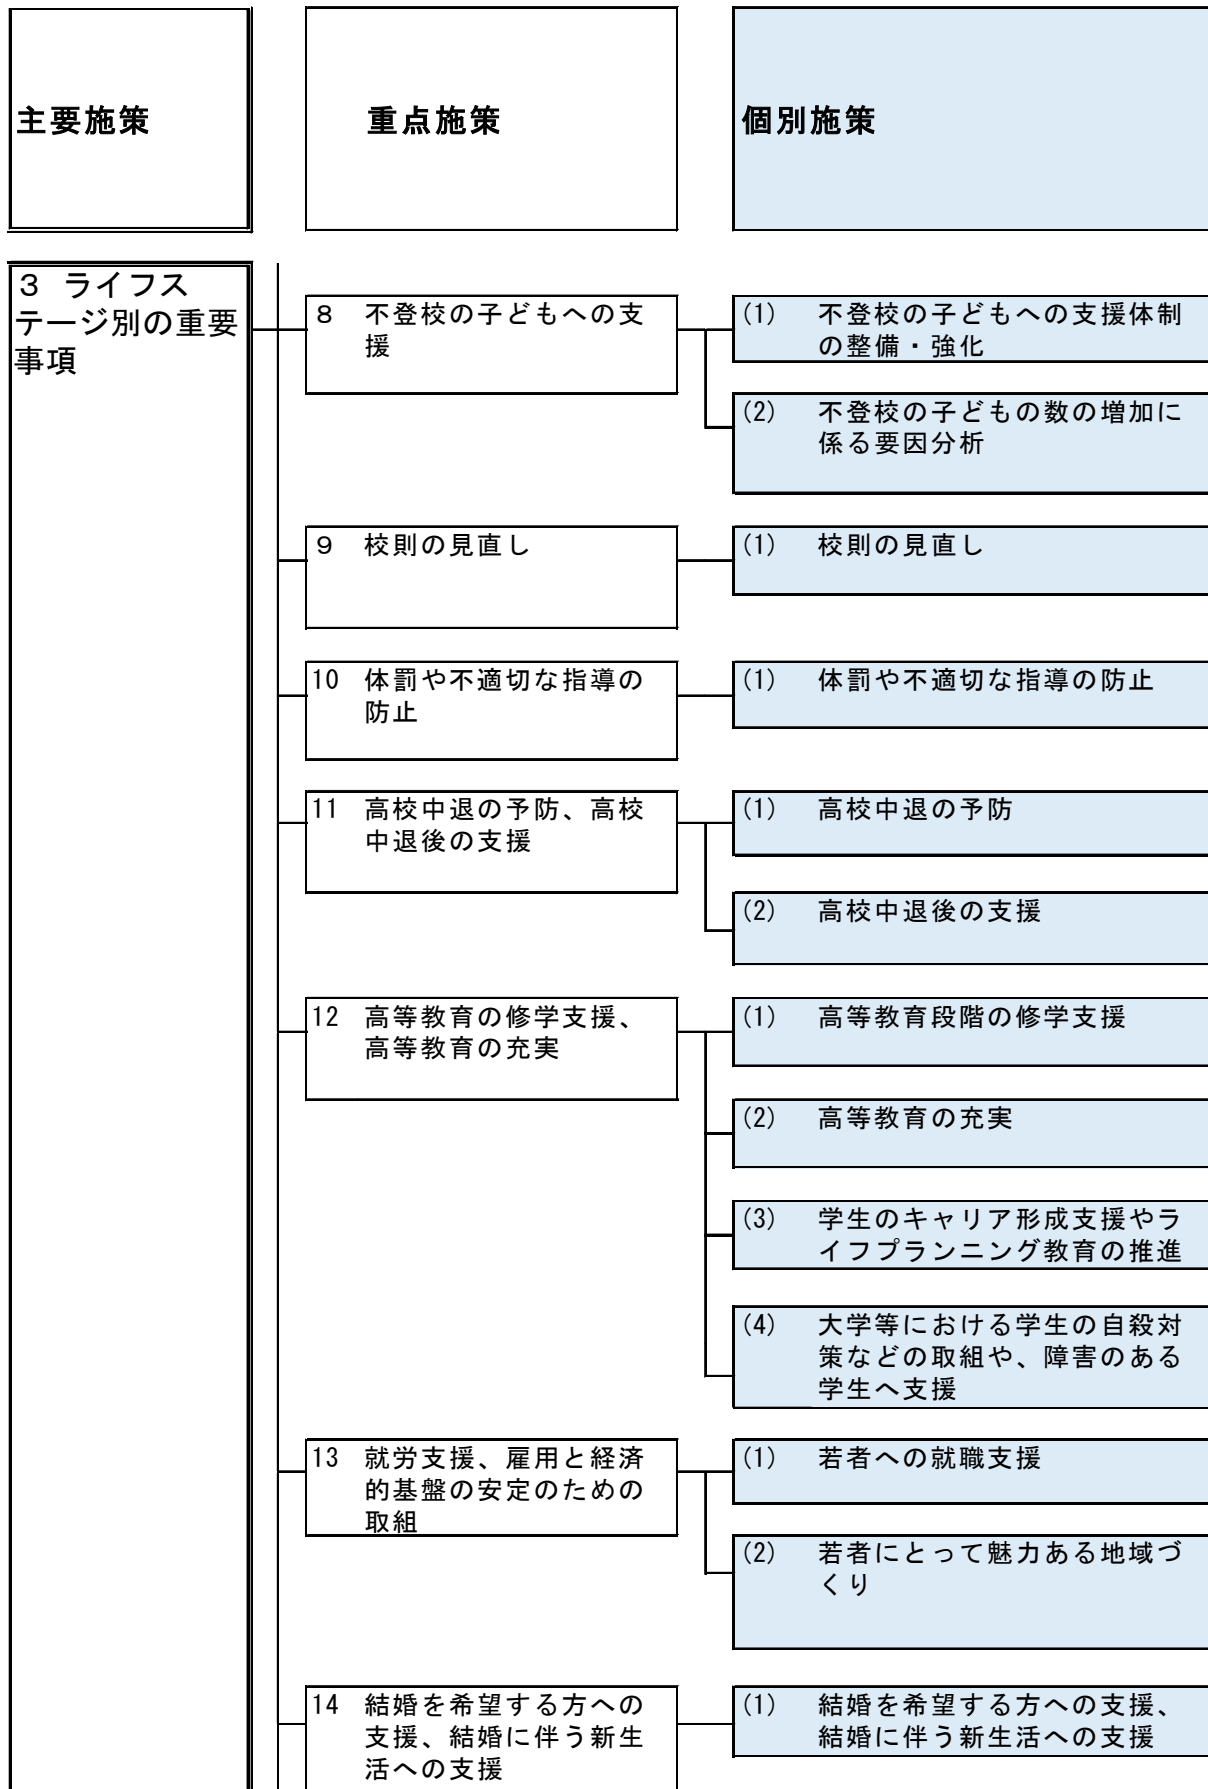 主要施策
重点施策
個別施策
３　ライフス
テージ別の重要
事項
８　不登校の子どもへの支
援
(1)　不登校の子どもへの支援体制
の整備・強化
(2)　不登校の子どもの数の増加に
係る要因分析
９　校則の見直し
(1)　校則の見直し
10　体罰や不適切な指導の
防止
(1)　体罰や不適切な指導の防止
11　高校中退の予防、高校
中退後の支援
(1)　高校中退の予防
(2)　高校中退後の支援
12　高等教育の修学支援、
高等教育の充実
(1)　高等教育段階の修学支援
(2)　高等教育の充実
(3)　学生のキャリア形成支援やラ
イフプランニング教育の推進
(4)　大学等における学生の自殺対
策などの取組や、障害のある
学生へ支援
13　就労支援、雇用と経済
的基盤の安定のための
取組
(1)　若者への就職支援
(2)　若者にとって魅力ある地域づ
くり
14　結婚を希望する方への
支援、結婚に伴う新生
活への支援
(1)　結婚を希望する方への支援、
結婚に伴う新生活への支援